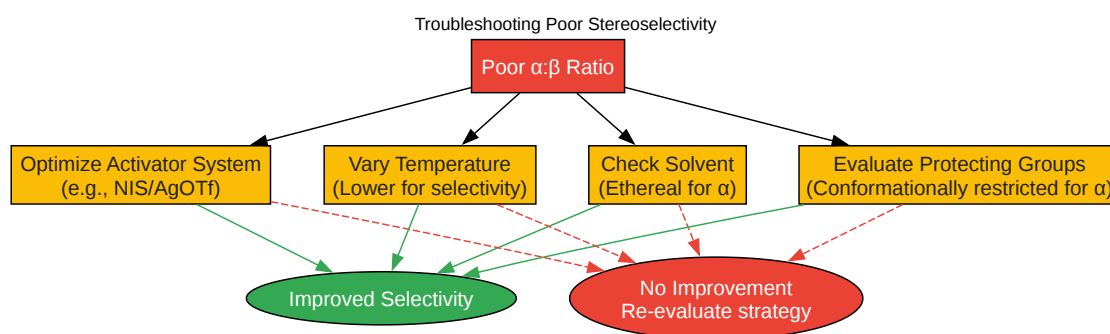 Troubleshooting Poor Stereoselectivity
Poor α:β Ratio
Optimize Activator System
(e.g., NIS/AgOTf)
Vary Temperature
(Lower for selectivity)
Check Solvent
(Ethereal for α)
Evaluate Protecting Groups
(Conformationally restricted for α)
Improved Selectivity
No Improvement
Re-evaluate strategy